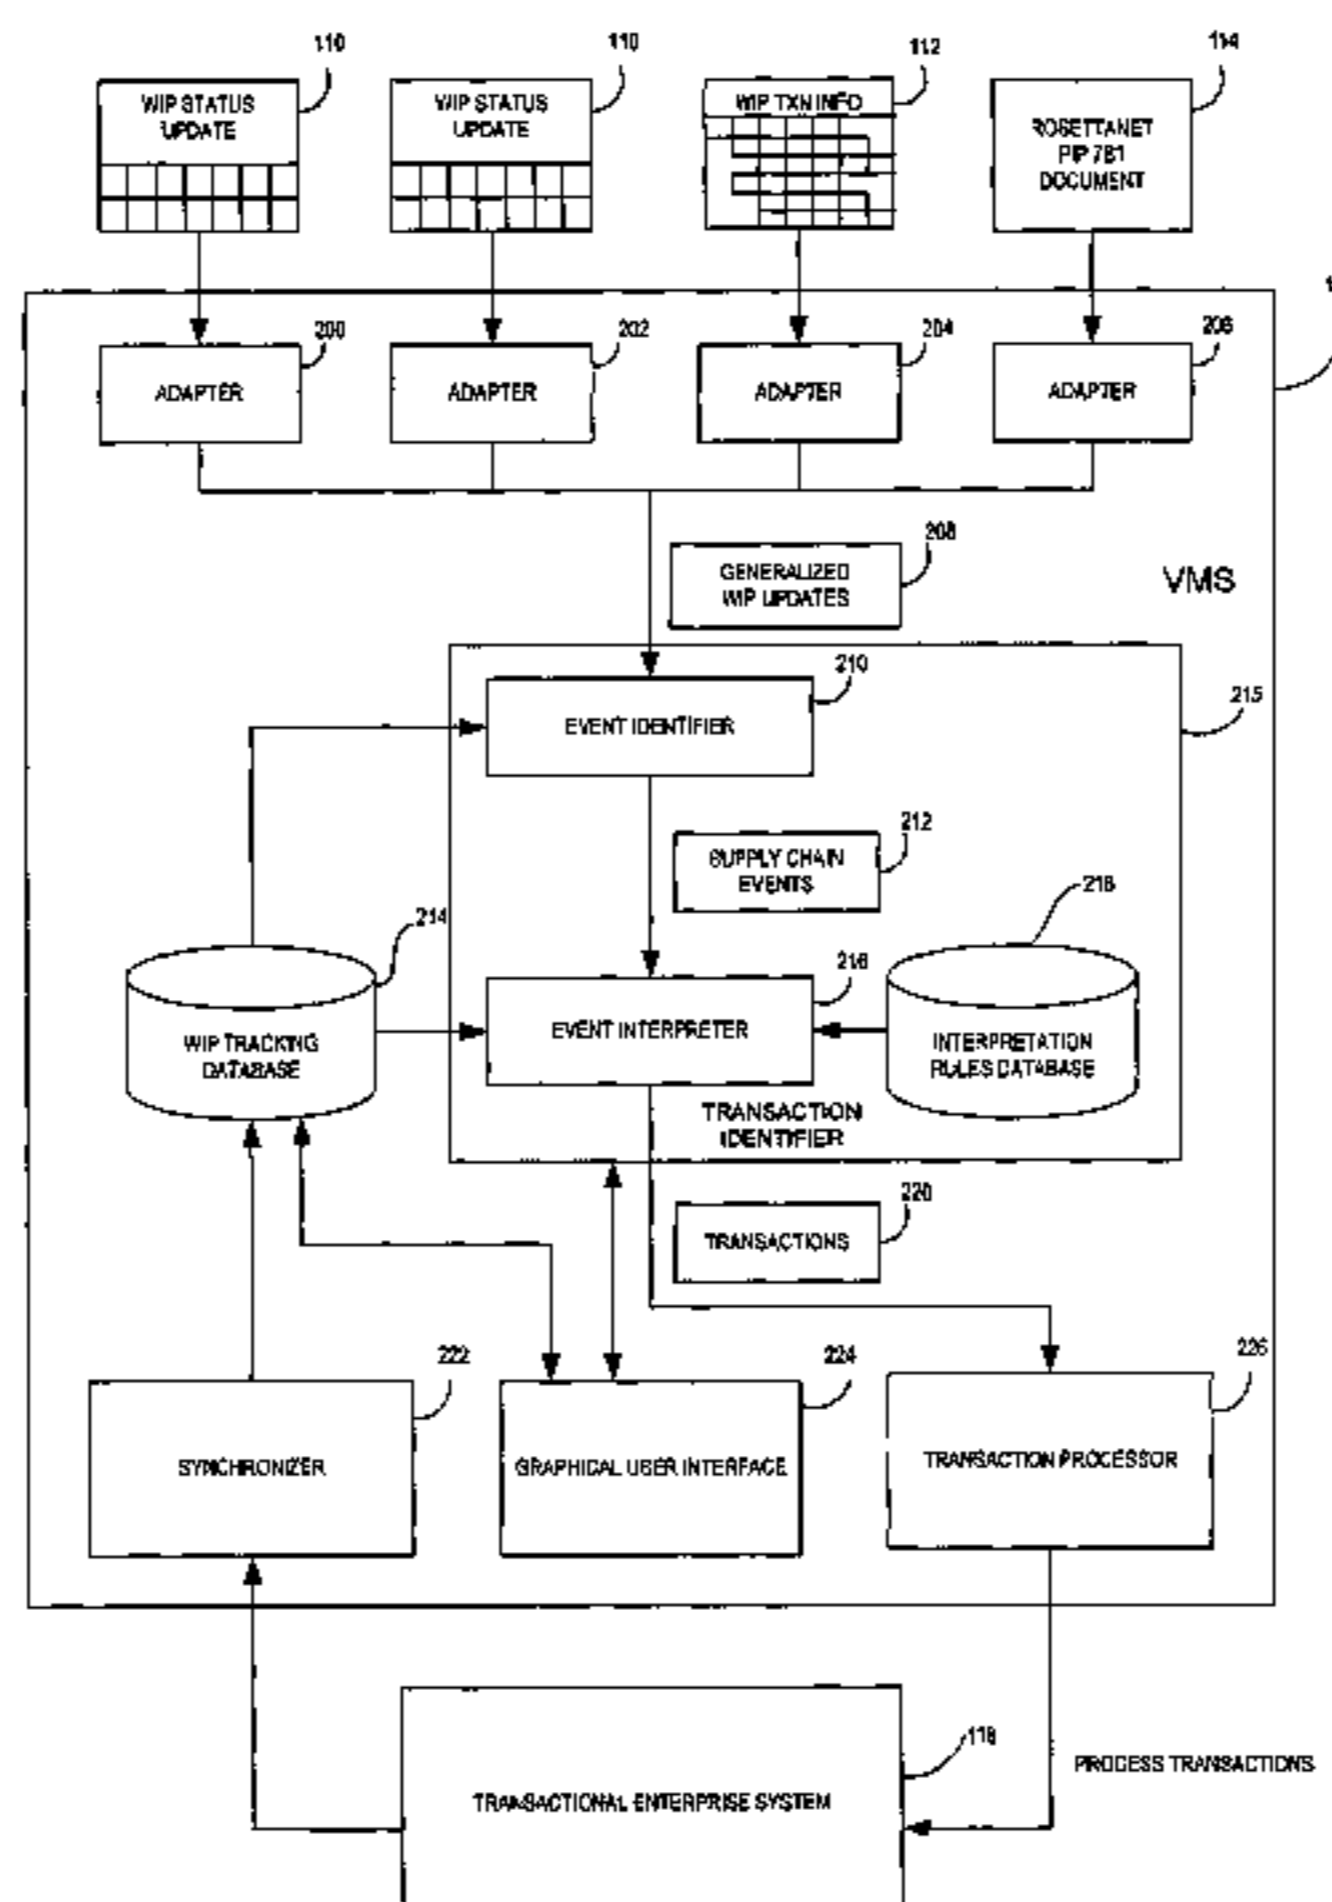 110
110
112
114
WIP STATUS
UPDATE
WIP STATUS
UPDATE
WIP TXN INFO
ROSETTANET
PIP 7B1
DOCUMENT
200
202
204
206
ADAPTER
ADAPTER
ADAPTER
ADAPTER
208
GENERALIZED
WIP UPDATES
VMS
210
215
EVENT IDENTIFIER
212
SUPPLY CHAIN
EVENTS
218
214
216
WIP TRACKING
DATABASE
EVENT INTERPRETER
INTERPRETATION
RULES DATABASE
TRANSACTION
IDENTIFIER
220
TRANSACTIONS
222
224
226
SYNCHRONIZER
GRAPHICAL USER INTERFACE
TRANSACTION PROCESSOR
118
PROCESS TRANSACTIONS
TRANSACTIONAL ENTERPRISE SYSTEM